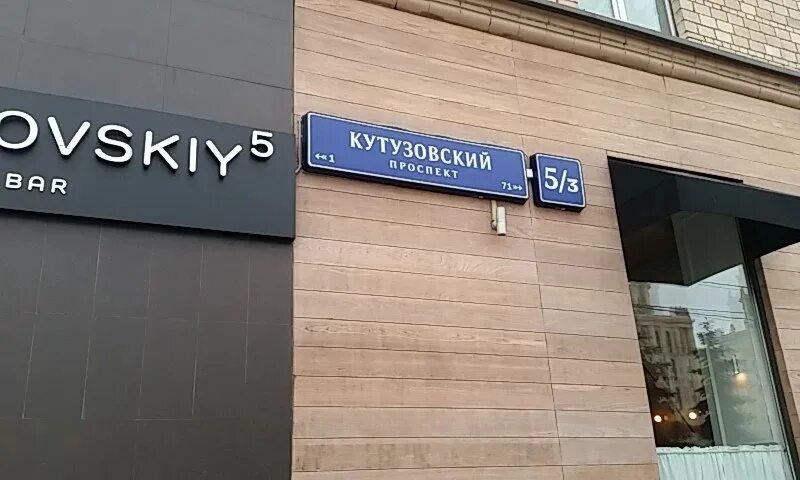 OVSKIY5
BAR
КУТУЗОВСКИЙ
ПРОСПЕКТ
1
71
5/3